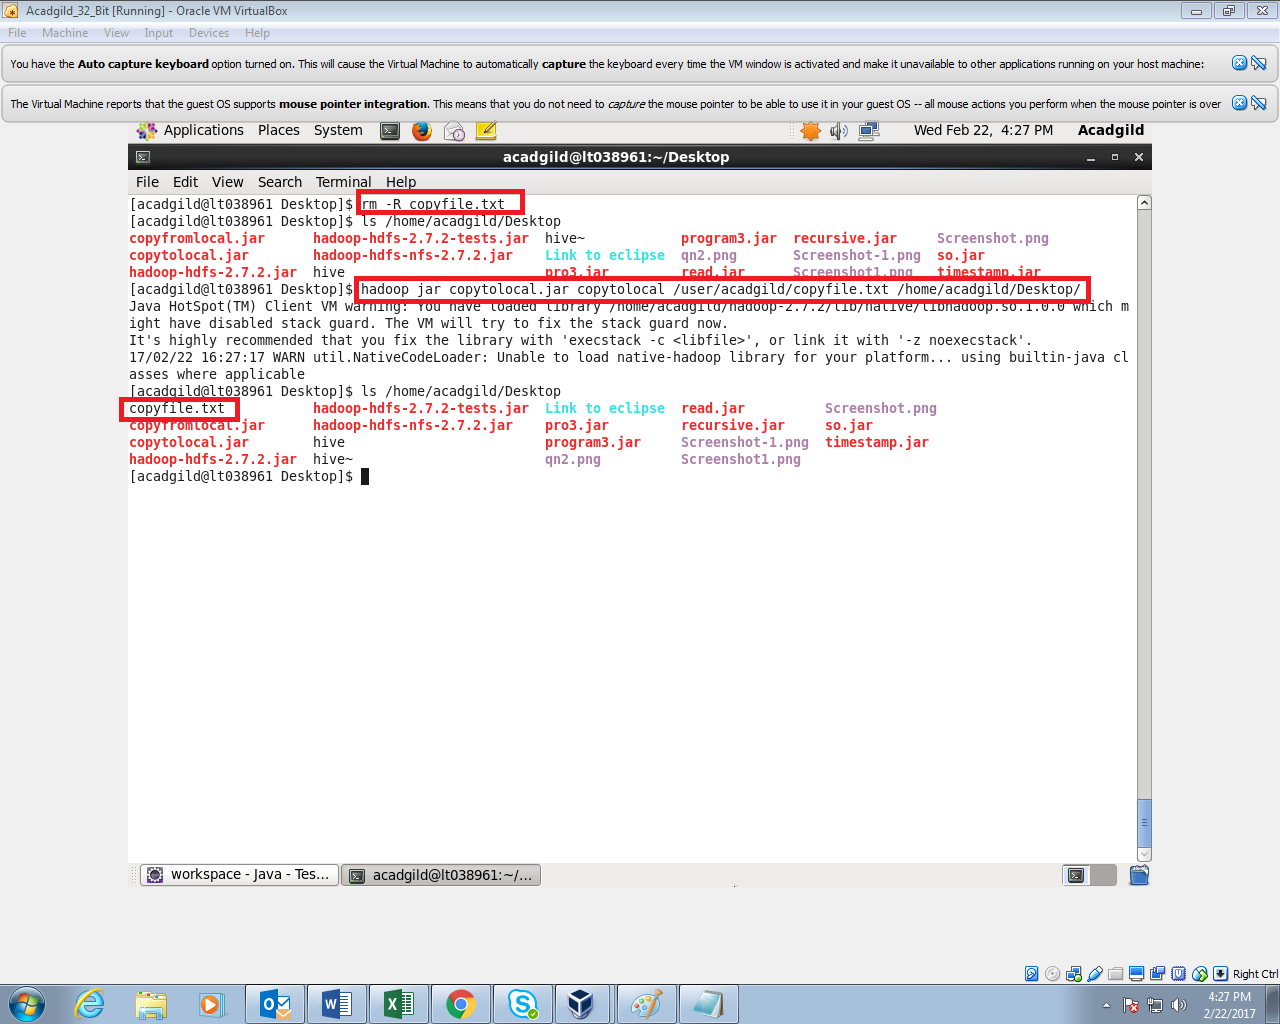 Acadgild_32_Bit [Running] - Oracle VM VirtualBox
File Machine View Input Devices Help
You have the Auto capture keyboard option turned on. This will cause the Virtual Machine to automatically capture the keyboard every time the VM window is activated and make it unavailable to other applications running on your host machine:
The Virtual Machine reports that the guest OS supports mouse pointer integration. This means that you do not need to capture the mouse pointer to be able to use it in your guest OS -- all mouse actions you perform when the mouse pointer is over
Applications Places System Wed Feb 22, 4:27 PM Acadgild
acadgild@lt038961:~/Desktop
File Edit View Search Terminal Help
[acadgild@lt038961 Desktop]$ rm -R copyfile.txt
[acadgild@lt038961 Desktop]$ ls /home/acadgild/Desktop
copyfromlocal.jar hadoop-hdfs-2.7.2-tests.jar hive~ program3.jar recursive.jar Screenshot.png
copytolocal.jar hadoop-hdfs-nfs-2.7.2.jar Link to eclipse qn2.png Screenshot-1.png so.jar
hadoop-hdfs-2.7.2.jar hive pro3.jar read.jar Screenshot1.png timestamp.jar
[acadgild@lt038961 Desktop]$ hadoop jar copytolocal.jar copytolocal /user/acadgild/copyfile.txt /home/acadgild/Desktop/
Java HotSpot(TM) Client VM warning: You have loaded library /home/acadgild/hadoop-2.7.2/lib/native/libhadoop.so.1.0.0 which m
ight have disabled stack guard. The VM will try to fix the stack guard now.
It's highly recommended that you fix the library with 'execstack -c <libfile>', or link it with '-z noexecstack'.
17/02/22 16:27:17 WARN util.NativeCodeLoader: Unable to load native-hadoop library for your platform... using builtin-java cl
asses where applicable
[acadgild@lt038961 Desktop]$ ls /home/acadgild/Desktop
copyfile.txt hadoop-hdfs-2.7.2-tests.jar Link to eclipse read.jar Screenshot.png
copyfromlocal.jar hadoop-hdfs-nfs-2.7.2.jar pro3.jar recursive.jar so.jar
copytolocal.jar hive program3.jar Screenshot-1.png timestamp.jar
hadoop-hdfs-2.7.2.jar hive~ qn2.png Screenshot1.png
[acadgild@lt038961 Desktop]$
workspace - Java - Tes... acadgild@lt038961:~/...
Right Ctrl
4:27 PM
2/22/2017